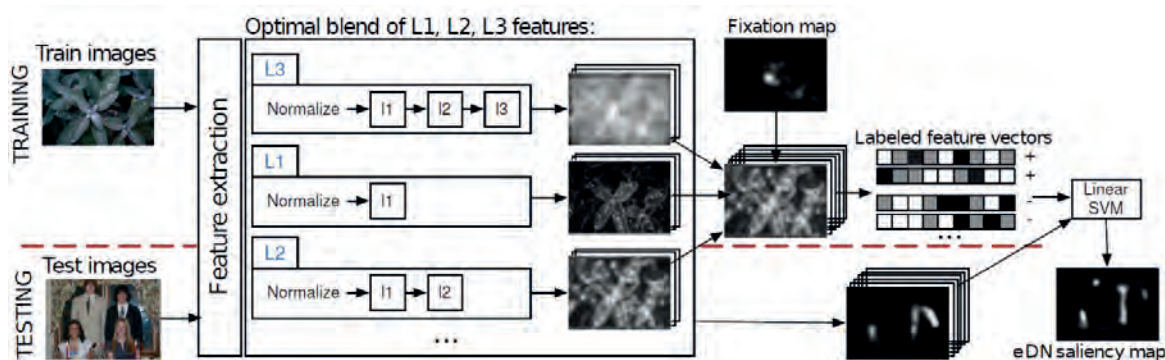 Optimal blend of L1, L2, L3 features:
Fixation map
Train images
TRAINING
Feature extraction
L3
Normalize
l1
l2
l3
Labeled feature vectors
+
+
-
-
...
Linear
SVM
L1
Normalize
l1
L2
Normalize
l1
l2
...
Test images
TESTING
eDN saliency map